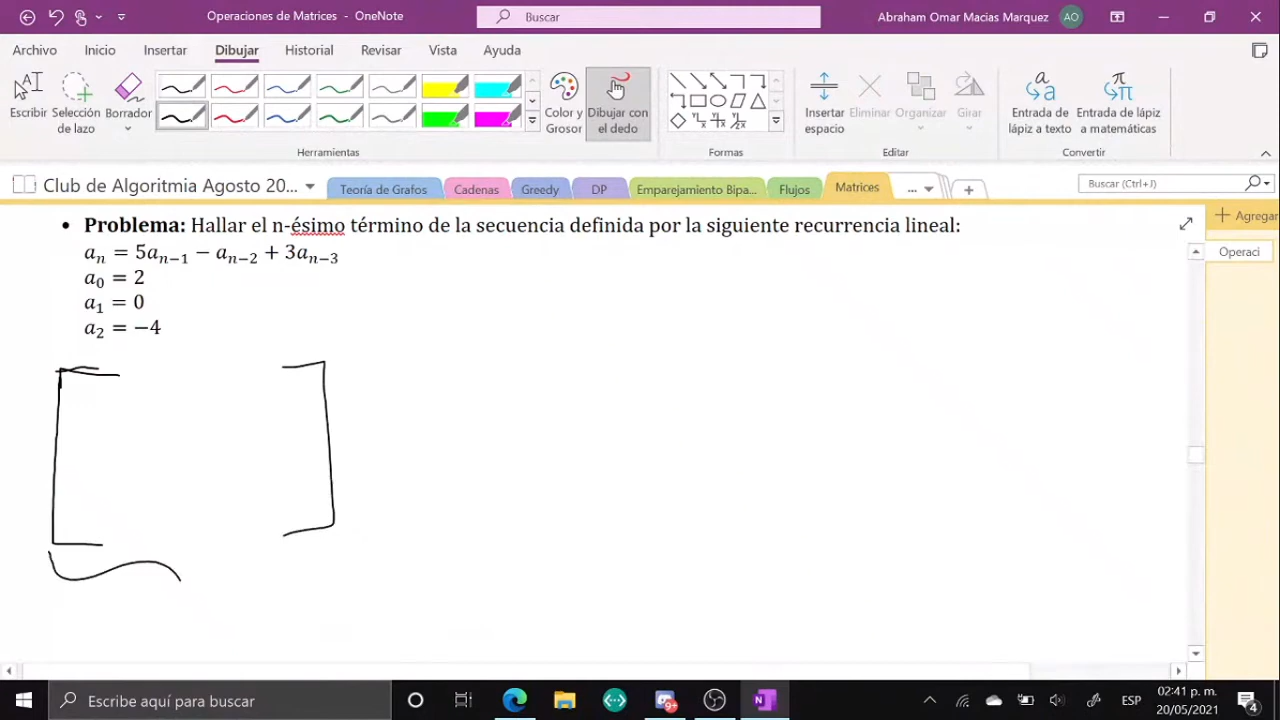 Operaciones de Matrices - OneNote
Buscar
Abraham Omar Macias Marquez
AO
Archivo Inicio Insertar Dibujar Historial Revisar Vista Ayuda
Escribir
Selección de lazo
Borrador
Color y Grosor
Dibujar con el dedo
Insertar espacio
Eliminar
Organizar
Girar
Entrada de lápiz a texto
Entrada de lápiz a matemáticas
Herramientas
Formas
Editar
Convertir
Club de Algoritmia Agosto 20...
Teoría de Grafos
Cadenas
Greedy
DP
Emparejamiento Bipa...
Flujos
Matrices
...
Buscar (Ctrl+J)
• Problema: Hallar el n-ésimo término de la secuencia definida por la siguiente recurrencia lineal:
aₙ = 5aₙ₋₁ − aₙ₋₂ + 3aₙ₋₃
a₀ = 2
a₁ = 0
a₂ = −4
Agregar
Operaci
Escribe aquí para buscar
9+
ESP
02:41 p. m.
20/05/2021
4